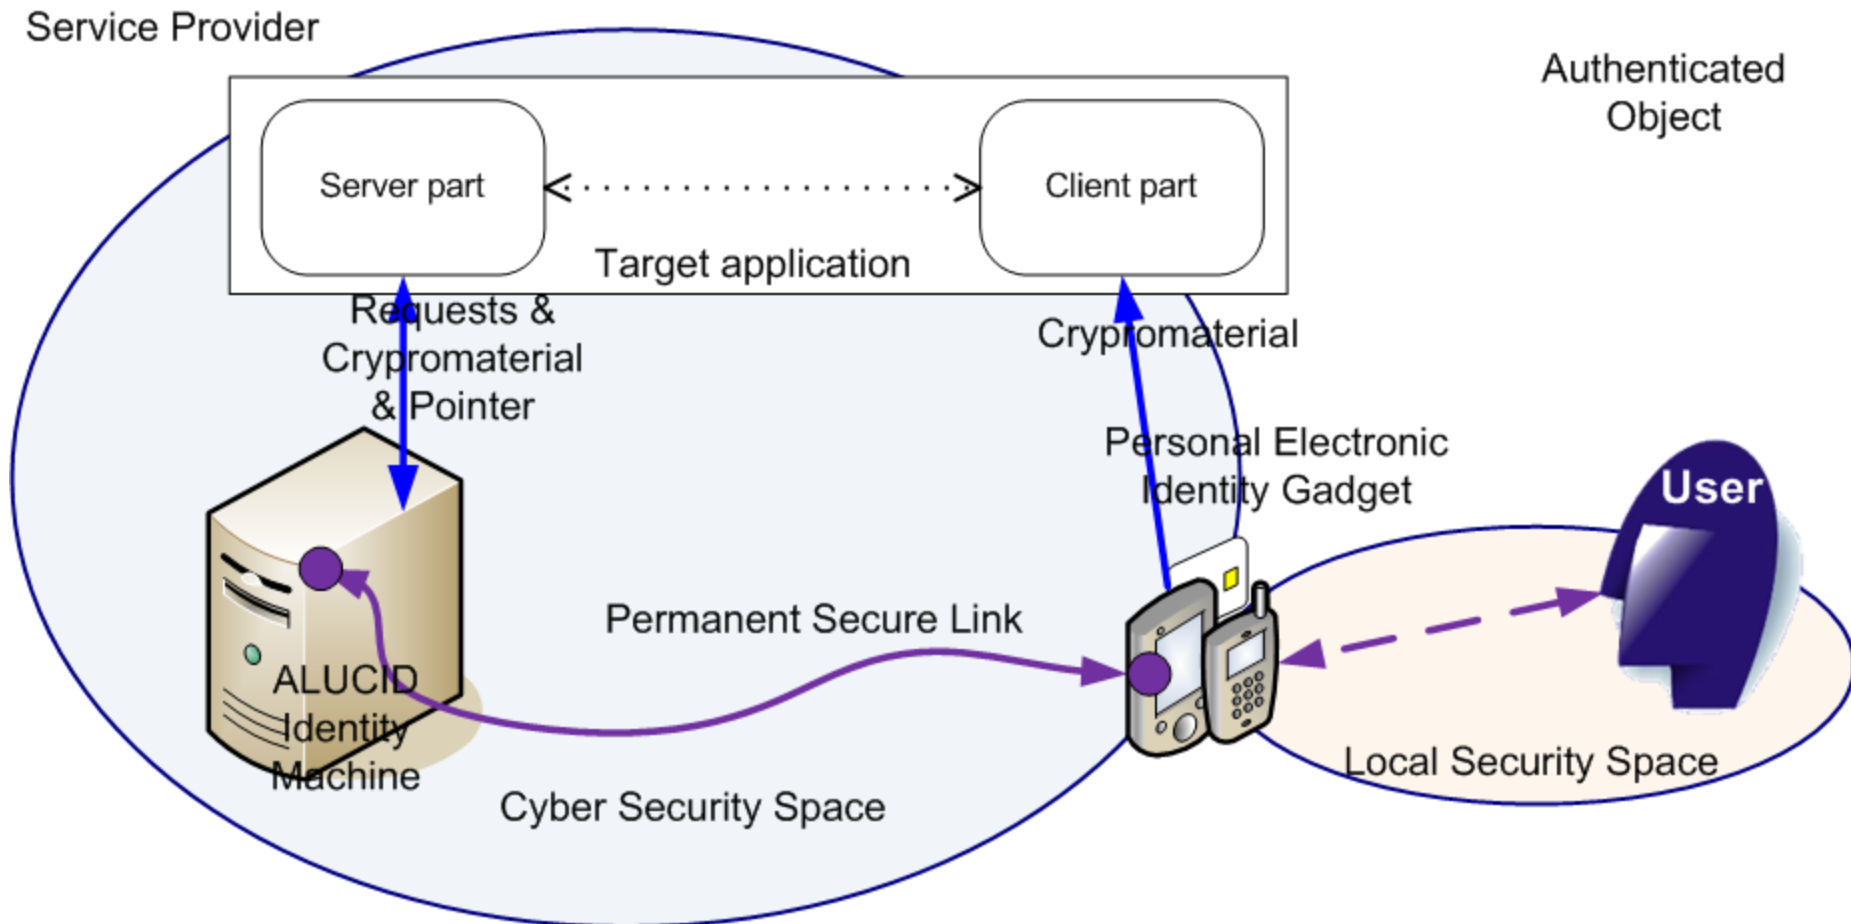 Service Provider
Authenticated
Object
Server part
Client part
Target application
Requests &
Crypromaterial
& Pointer
Crypromaterial
Personal Electronic
Identity Gadget
User
Permanent Secure Link
ALUCID
Identity
Machine
Local Security Space
Cyber Security Space